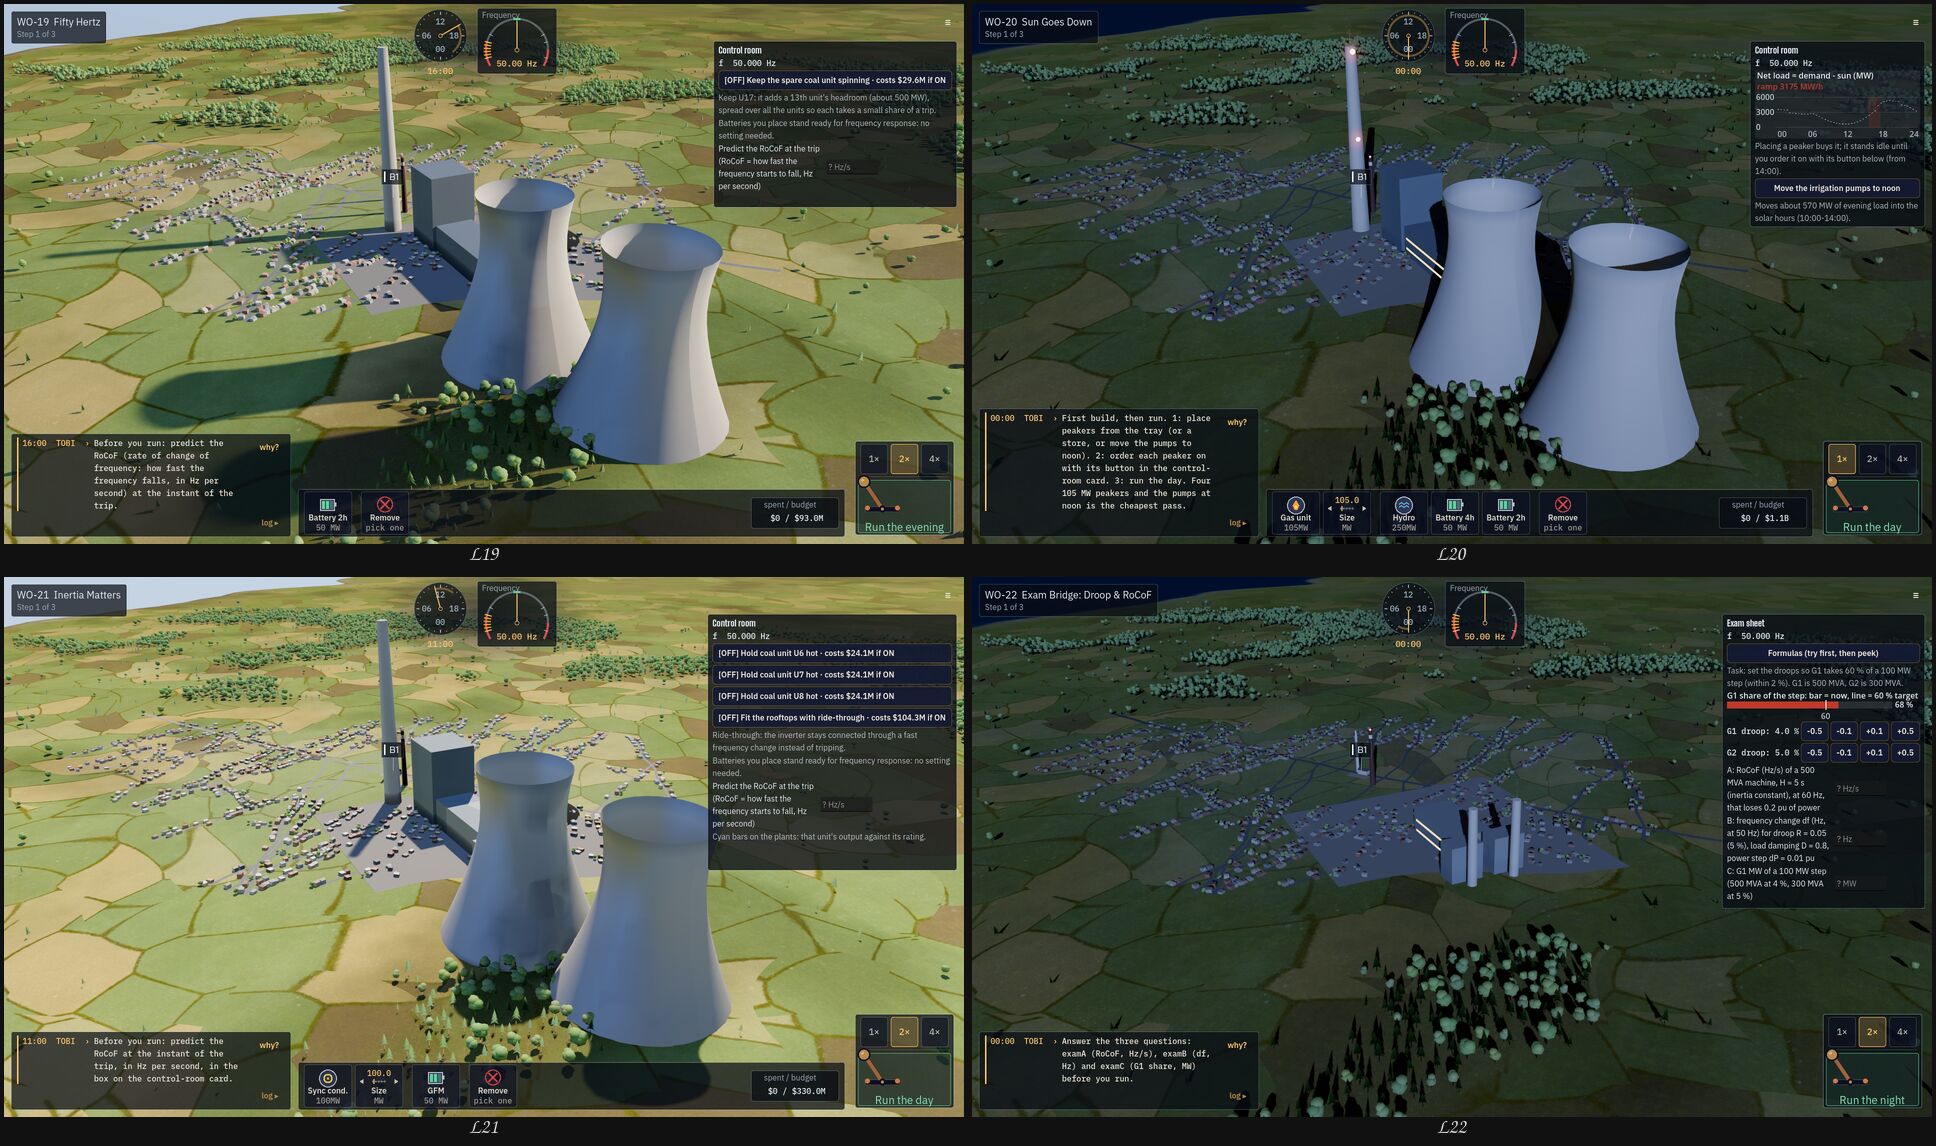 WO-19 Fifty Hertz
Step 1 of 3
12
06 18
00
16:00
Frequency
50.00 Hz
Control room
f 50.000 Hz
[OFF] Keep the spare coal unit spinning · costs $29.6M if ON
Keep U17: it adds a 13th unit's headroom (about 500 MW),
spread over all the units so each takes a small share of a trip.
Batteries you place stand ready for frequency response: no
setting needed.
Predict the RoCoF at the trip
(RoCoF = how fast the
frequency starts to fall, Hz
per second)
? Hz/s
B1
16:00 TOBI › Before you run: predict the
RoCoF (rate of change of
frequency: how fast the
frequency falls, in Hz per
second) at the instant of the
trip.
why?
log ▸
Battery 2h
50 MW
Remove
pick one
spent / budget
$0 / $93.0M
1× 2× 4×
Run the evening
L19
WO-20 Sun Goes Down
Step 1 of 3
12
06 18
00
00:00
Frequency
50.00 Hz
Control room
f 50.000 Hz
Net load = demand - sun (MW)
ramp 3175 MW/h
6000
3000
0
00 06 12 18 24
Placing a peaker buys it; it stands idle until
you order it on with its button below (from
14:00).
Move the irrigation pumps to noon
Moves about 570 MW of evening load into the
solar hours (10:00-14:00).
B1
00:00 TOBI › First build, then run. 1: place
peakers from the tray (or a
store, or move the pumps to
noon). 2: order each peaker on
with its button in the control-
room card. 3: run the day. Four
105 MW peakers and the pumps at
noon is the cheapest pass.
why?
log ▸
Gas unit
105MW
105.0
Size
MW
Hydro
250MW
Battery 4h
50 MW
Battery 2h
50 MW
Remove
pick one
spent / budget
$0 / $1.1B
1× 2× 4×
Run the day
L20
WO-21 Inertia Matters
Step 1 of 3
12
06 18
00
11:00
Frequency
50.00 Hz
Control room
f 50.000 Hz
[OFF] Hold coal unit U6 hot · costs $24.1M if ON
[OFF] Hold coal unit U7 hot · costs $24.1M if ON
[OFF] Hold coal unit U8 hot · costs $24.1M if ON
[OFF] Fit the rooftops with ride-through · costs $104.3M if ON
Ride-through: the inverter stays connected through a fast
frequency change instead of tripping.
Batteries you place stand ready for frequency response: no setting
needed.
Predict the RoCoF at the trip
(RoCoF = how fast the
frequency starts to fall, Hz
per second)
? Hz/s
Cyan bars on the plants: that unit's output against its rating.
B1
11:00 TOBI › Before you run: predict the
RoCoF at the instant of the
trip, in Hz per second, in the
box on the control-room card.
why?
log ▸
Sync cond.
100MW
100.0
Size
MW
GFM
50 MW
Remove
pick one
spent / budget
$0 / $330.0M
1× 2× 4×
Run the day
L21
WO-22 Exam Bridge: Droop & RoCoF
Step 1 of 3
12
06 18
00
00:00
Frequency
50.00 Hz
Exam sheet
f 50.000 Hz
Formulas (try first, then peek)
Task: set the droops so G1 takes 60 % of a 100 MW
step (within 2 %). G1 is 500 MVA, G2 is 300 MVA.
G1 share of the step: bar = now, line = 60 % target
68 %
60
G1 droop: 4.0 % -0.5 -0.1 +0.1 +0.5
G2 droop: 5.0 % -0.5 -0.1 +0.1 +0.5
A: RoCoF (Hz/s) of a 500
MVA machine, H = 5 s
(inertia constant), at 60 Hz,
that loses 0.2 pu of power
? Hz/s
B: frequency change df (Hz,
at 50 Hz) for droop R = 0.05
(5 %), load damping D = 0.8,
power step dP = 0.01 pu
? Hz
C: G1 MW of a 100 MW step
(500 MVA at 4 %, 300 MVA
at 5 %)
? MW
B1
00:00 TOBI › Answer the three questions:
examA (RoCoF, Hz/s), examB (df,
Hz) and examC (G1 share, MW)
before you run.
why?
log ▸
1× 2× 4×
Run the night
L22